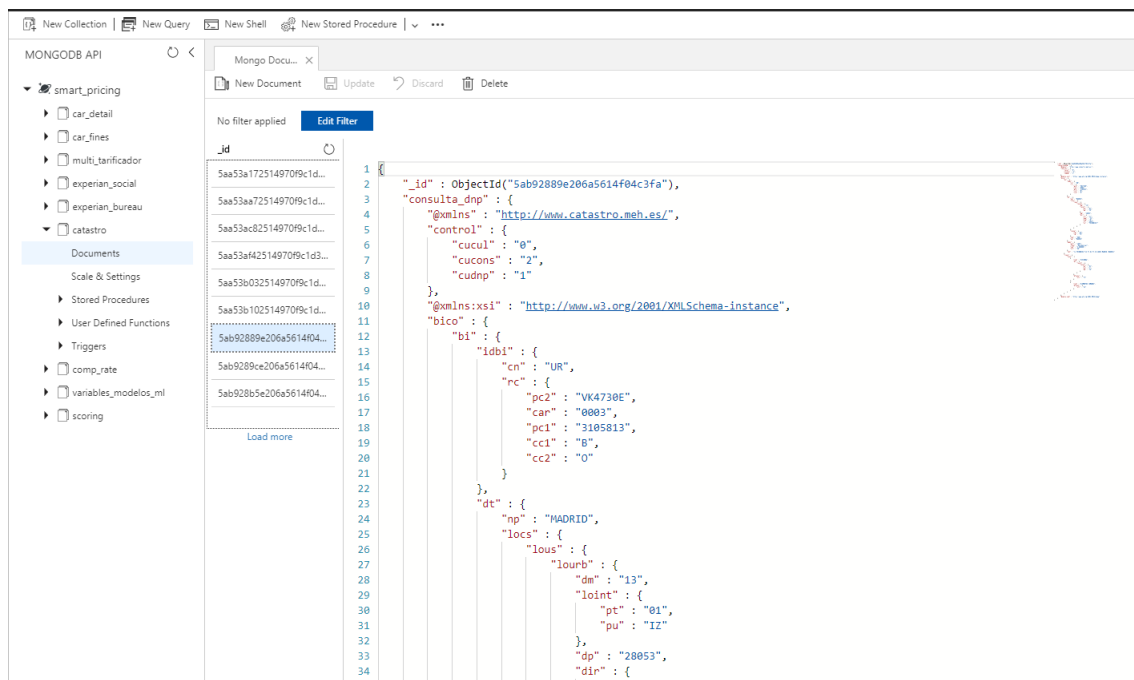 New Collection New Query New Shell New Stored Procedure
MONGODB API
Mongo Docu...
New Document Update Discard Delete
smart_pricing
car_detail
car_fines
multi_tarificador
experian_social
experian_bureau
catastro
Documents
Scale & Settings
Stored Procedures
User Defined Functions
Triggers
comp_rate
variables_modelos_ml
scoring
No filter applied Edit Filter
_id
5aa53a172514970f9c1d...
5aa53aa72514970f9c1d...
5aa53ac82514970f9c1d...
5aa53af42514970f9c1d3...
5aa53b032514970f9c1d...
5aa53b102514970f9c1d...
5ab92889e206a5614f04...
5ab9289ce206a5614f04...
5ab928b5e206a5614f04...
Load more
1 {
2 "_id" : ObjectId("5ab92889e206a5614f04c3fa"),
3 "consulta_dnp" : {
4 "@xmlns" : "http://www.catastro.meh.es/",
5 "control" : {
6 "cucul" : "0",
7 "cucons" : "2",
8 "cudnp" : "1"
9 },
10 "@xmlns:xsi" : "http://www.w3.org/2001/XMLSchema-instance",
11 "bico" : {
12 "bi" : {
13 "idbi" : {
14 "cn" : "UR",
15 "rc" : {
16 "pc2" : "VK4730E",
17 "car" : "0003",
18 "pc1" : "3105813",
19 "cc1" : "B",
20 "cc2" : "O"
21 }
22 },
23 "dt" : {
24 "np" : "MADRID",
25 "locs" : {
26 "lous" : {
27 "lourb" : {
28 "dm" : "13",
29 "loint" : {
30 "pt" : "01",
31 "pu" : "IZ"
32 },
33 "dp" : "28053",
34 "dir" : {